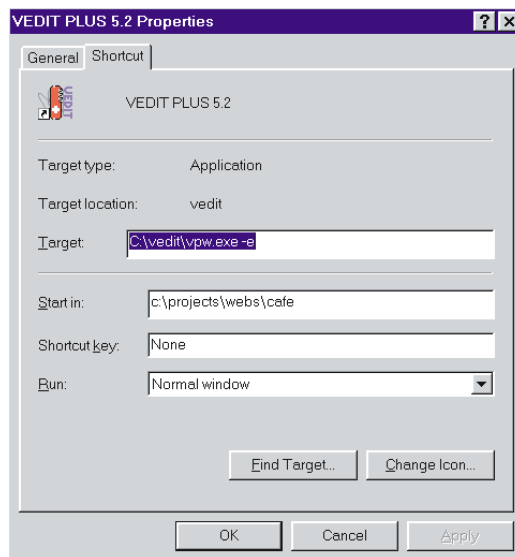 VEDIT PLUS 5.2 Properties ? ×
General Shortcut
VEDIT
VEDIT PLUS 5.2
Target type: Application
Target location: vedit
Target: C:\vedit\vpw.exe -e
Start in: c:\projects\webs\cafe
Shortcut key: None
Run: Normal window
Find Target... Change Icon...
OK Cancel Apply